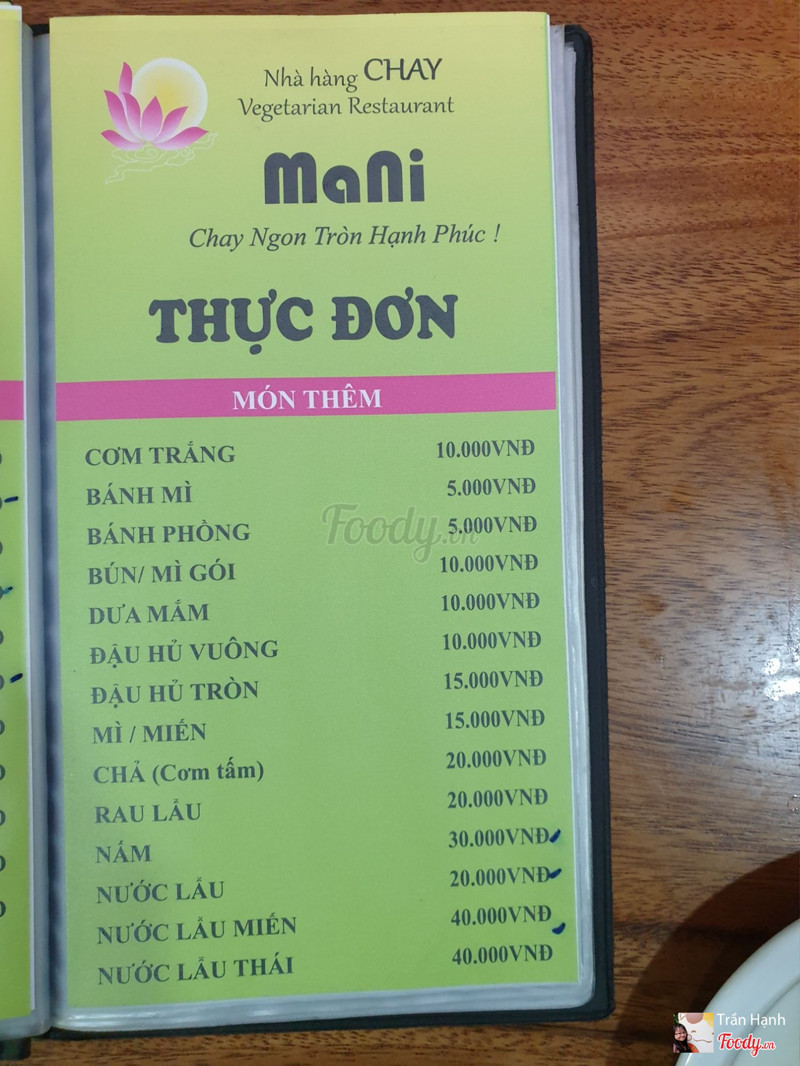 Nhà hàng CHAY
Vegetarian Restaurant
MaNi
Chay Ngon Tròn Hạnh Phúc !
THỰC ĐƠN
MÓN THÊM
CƠM TRẮNG 10.000VNĐ
BÁNH MÌ 5.000VNĐ
BÁNH PHỒNG 5.000VNĐ
BÚN/ MÌ GÓI 10.000VNĐ
DƯA MẮM 10.000VNĐ
ĐẬU HỦ VUÔNG 10.000VNĐ
ĐẬU HỦ TRÒN 15.000VNĐ
MÌ / MIẾN 15.000VNĐ
CHẢ (Cơm tấm) 20.000VNĐ
RAU LẨU 20.000VNĐ
NẤM 30.000VNĐ
NƯỚC LẨU 20.000VNĐ
NƯỚC LẨU MIẾN 40.000VNĐ
NƯỚC LẨU THÁI 40.000VNĐ
Foody.vn
Trần Hạnh
Foody.vn